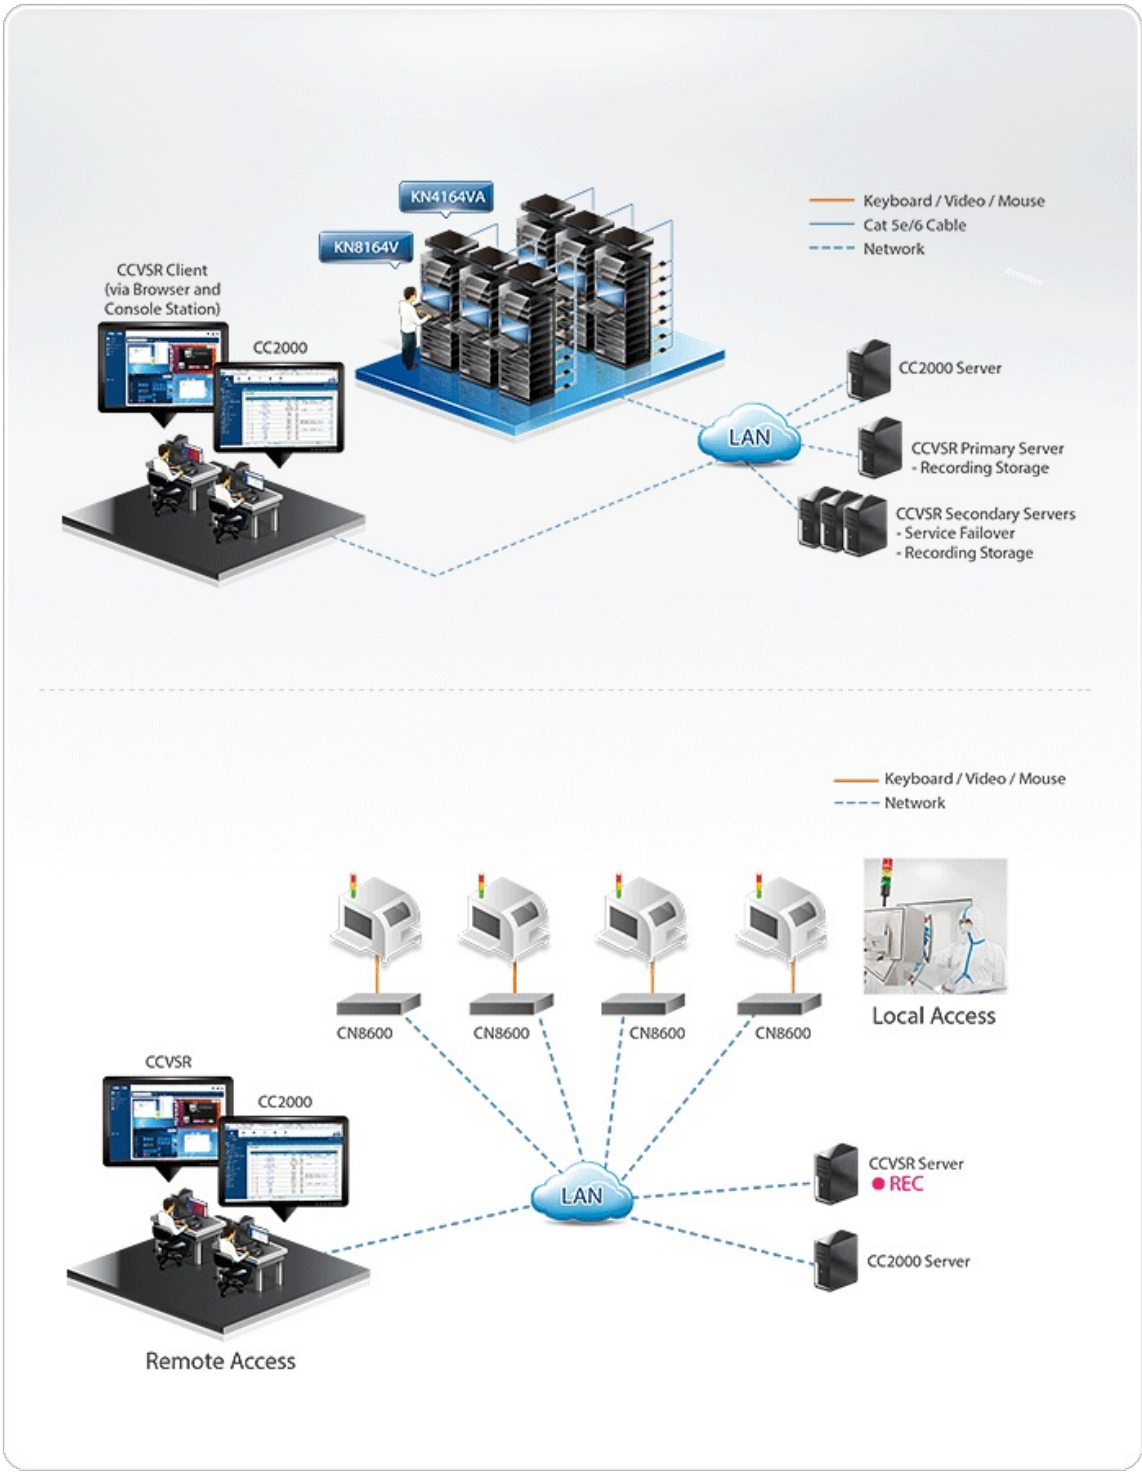 KN4164VA
KN8164V
Keyboard / Video / Mouse
Cat 5e/6 Cable
Network
CCVSR Client
(via Browser and
Console Station)
CC2000
CC2000 Server
LAN
CCVSR Primary Server
- Recording Storage
CCVSR Secondary Servers
- Service Failover
- Recording Storage
Keyboard / Video / Mouse
Network
CN8600
CN8600
CN8600
CN8600
Local Access
CCVSR
CC2000
LAN
CCVSR Server
REC
CC2000 Server
Remote Access